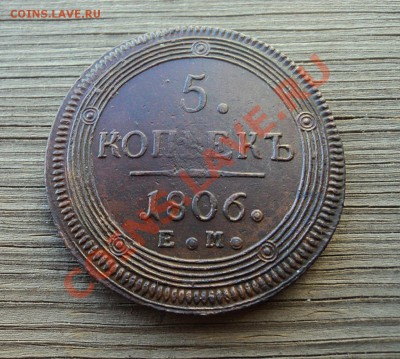 COINS.LAVE.RU
5.
КОПѢЕКЪ
1806.
Е.М.
COINS.LAVE.RU